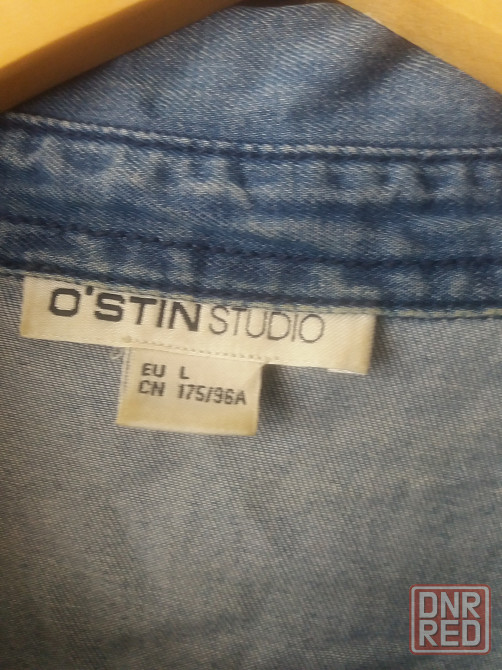 O'STIN STUDIO
EU L
CN 175/96A
DNR
RED